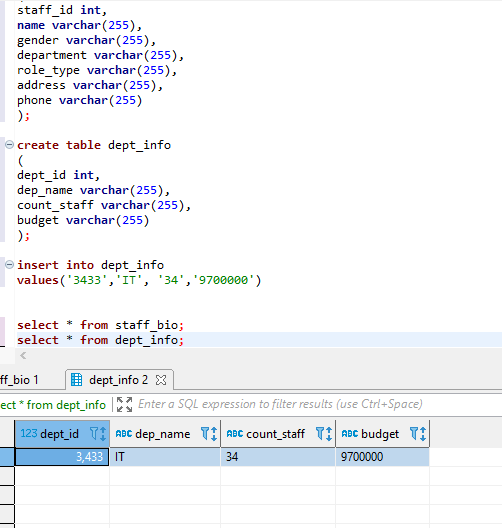 staff_id int,
name varchar(255),
gender varchar(255),
department varchar(255),
role_type varchar(255),
address varchar(255),
phone varchar(255)
);
create table dept_info
(
dept_id int,
dep_name varchar(255),
count_staff varchar(255),
budget varchar(255)
);
insert into dept_info
values('3433','IT', '34','9700000')
select * from staff_bio;
select * from dept_info;
ff_bio 1 dept_info 2
ect * from dept_info Enter a SQL expression to filter results (use Ctrl+Space)
123 dept_id ABC dep_name ABC count_staff ABC budget
3,433 IT 34 9700000